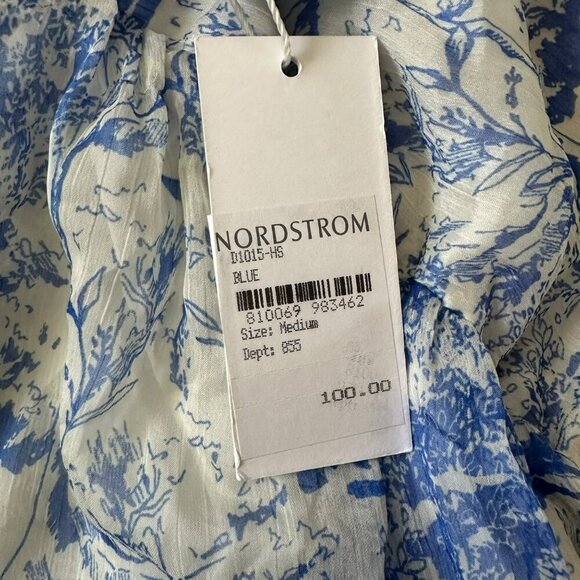 NORDSTROM
D1015-HS
BLUE
810069 983462
Size: Medium
Dept: 855
100.00